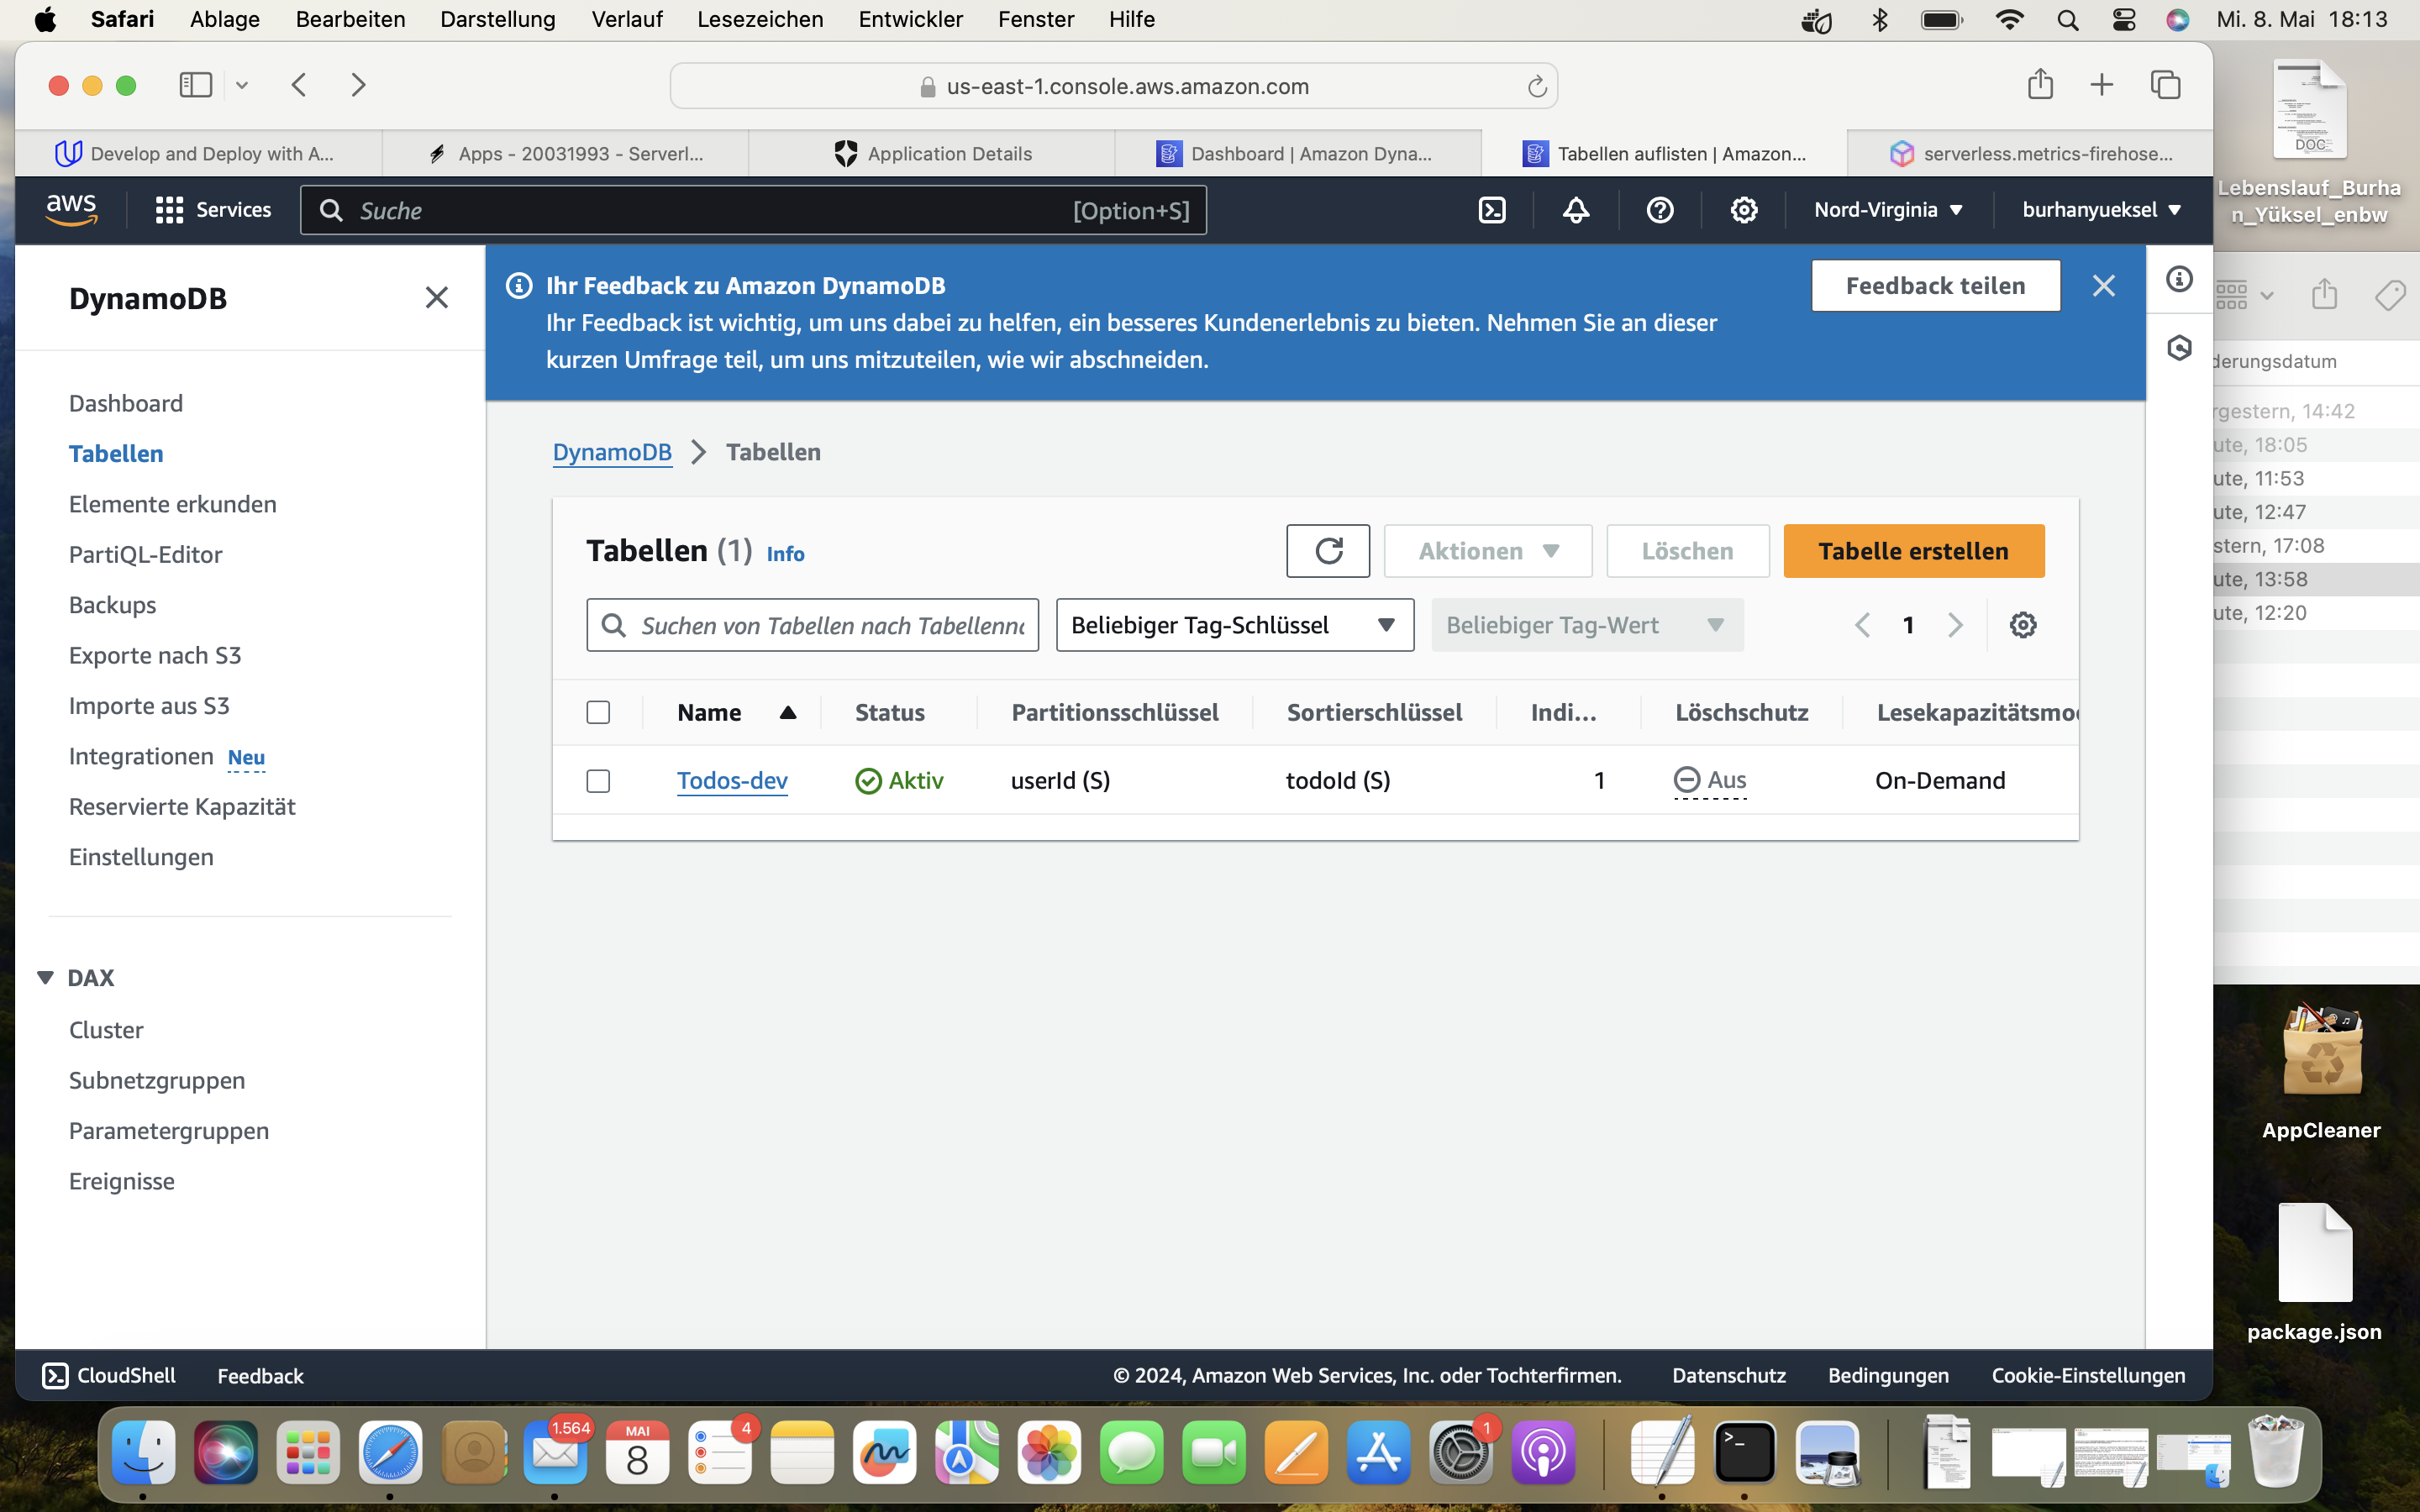 Safari Ablage Bearbeiten Darstellung Verlauf Lesezeichen Entwickler Fenster Hilfe Mi. 8. Mai 18:13
us-east-1.console.aws.amazon.com
Develop and Deploy with A... Apps - 20031993 - Serverl... Application Details Dashboard | Amazon Dyna... Tabellen auflisten | Amazon... serverless.metrics-firehose...
aws Services Suche [Option+S] Nord-Virginia burhanyueksel
DOC
Lebenslauf_Burha
n_Yüksel_enbw
DynamoDB
Dashboard
Tabellen
Elemente erkunden
PartiQL-Editor
Backups
Exporte nach S3
Importe aus S3
Integrationen Neu
Reservierte Kapazität
Einstellungen
DAX
Cluster
Subnetzgruppen
Parametergruppen
Ereignisse
Ihr Feedback zu Amazon DynamoDB
Ihr Feedback ist wichtig, um uns dabei zu helfen, ein besseres Kundenerlebnis zu bieten. Nehmen Sie an dieser
kurzen Umfrage teil, um uns mitzuteilen, wie wir abschneiden.
Feedback teilen
DynamoDB Tabellen
Tabellen (1) Info Aktionen Löschen Tabelle erstellen
Suchen von Tabellen nach Tabellenna Beliebiger Tag-Schlüssel Beliebiger Tag-Wert 1
Name Status Partitionsschlüssel Sortierschlüssel Indi... Löschschutz Lesekapazitätsmo
Todos-dev Aktiv userId (S) todoId (S) 1 Aus On-Demand
derungsdatum
rgestern, 14:42
ute, 18:05
ute, 11:53
ute, 12:47
stern, 17:08
ute, 13:58
ute, 12:20
AppCleaner
package.json
CloudShell Feedback © 2024, Amazon Web Services, Inc. oder Tochterfirmen. Datenschutz Bedingungen Cookie-Einstellungen
1.564 MAI 8 4 1